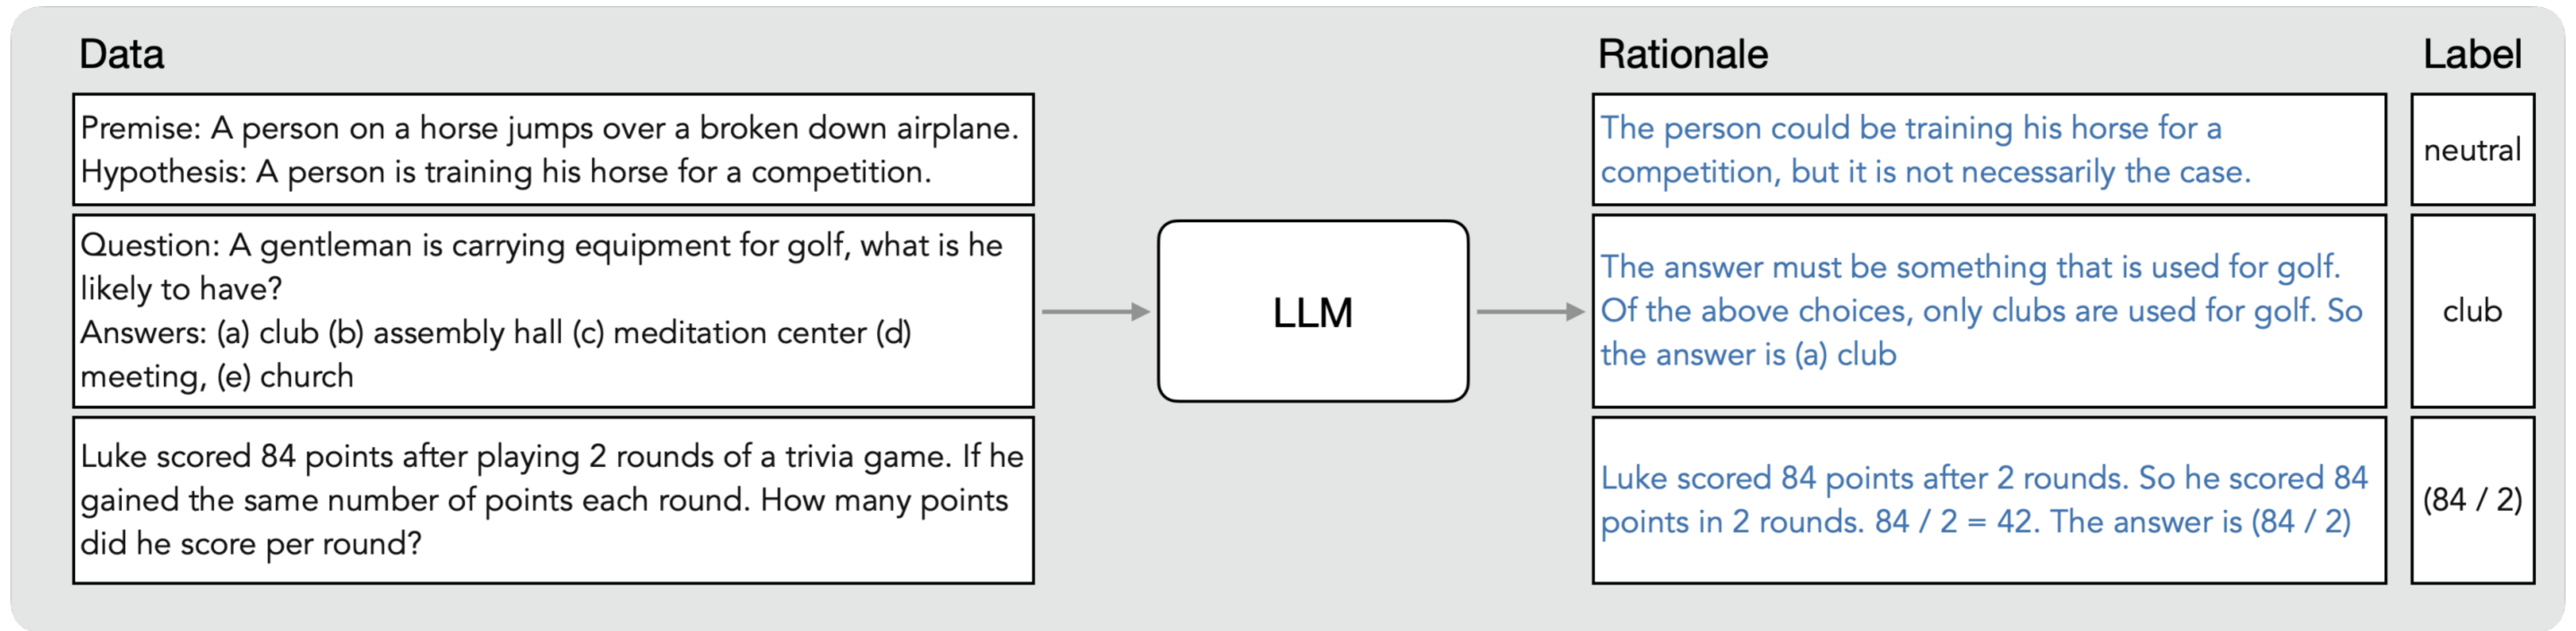 Data
Premise: A person on a horse jumps over a broken down airplane.
Hypothesis: A person is training his horse for a competition.
Question: A gentleman is carrying equipment for golf, what is he
likely to have?
Answers: (a) club (b) assembly hall (c) meditation center (d)
meeting, (e) church
Luke scored 84 points after playing 2 rounds of a trivia game. If he
gained the same number of points each round. How many points
did he score per round?
LLM
Rationale
The person could be training his horse for a
competition, but it is not necessarily the case.
The answer must be something that is used for golf.
Of the above choices, only clubs are used for golf. So
the answer is (a) club
Luke scored 84 points after 2 rounds. So he scored 84
points in 2 rounds. 84 / 2 = 42. The answer is (84 / 2)
Label
neutral
club
(84 / 2)